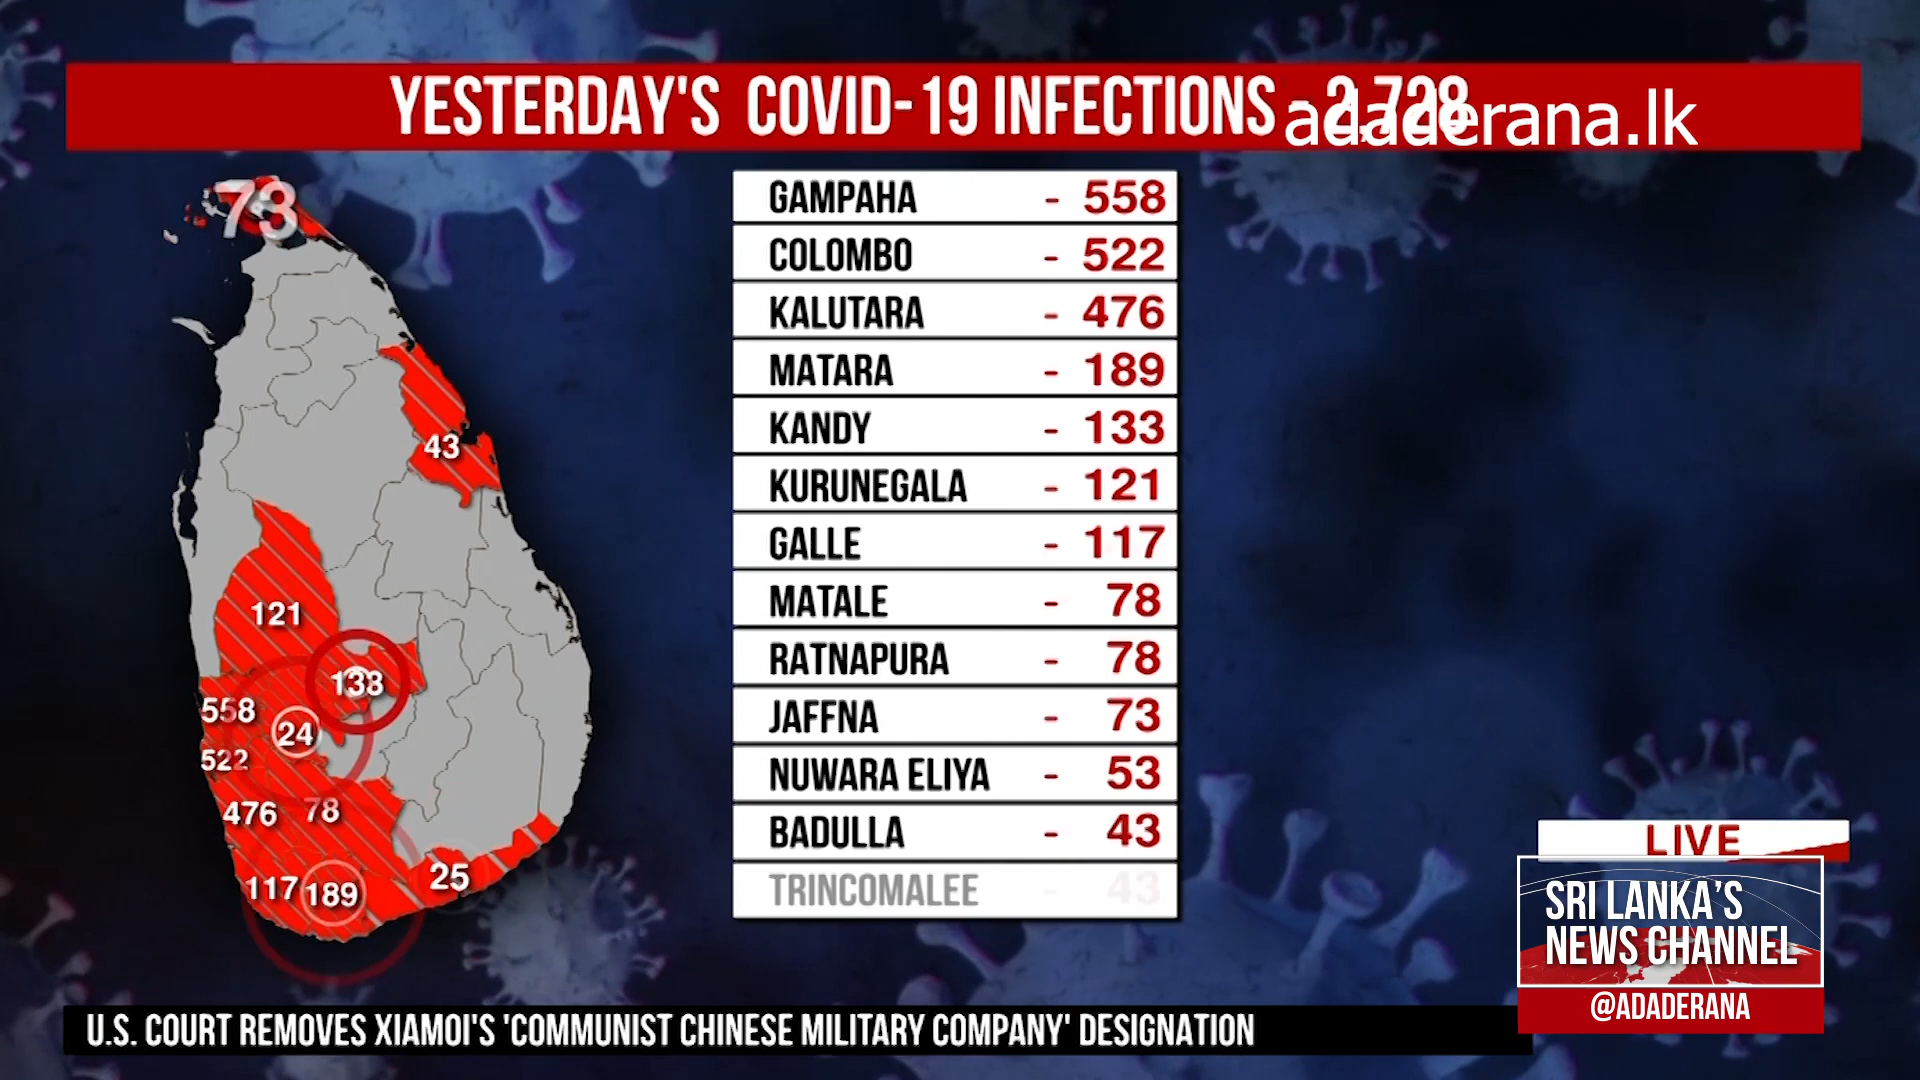 YESTERDAY'S COVID-19 INFECTIONS - 2,728
adaderana.lk
73
GAMPAHA - 558
COLOMBO - 522
KALUTARA - 476
MATARA - 189
KANDY - 133
KURUNEGALA - 121
GALLE - 117
MATALE - 78
RATNAPURA - 78
JAFFNA - 73
NUWARA ELIYA - 53
BADULLA - 43
TRINCOMALEE - 43
43
121
558
24
522
476 78
117 189
25
LIVE
SRI LANKA'S
NEWS CHANNEL
@ADADERANA
U.S. COURT REMOVES XIAMOI'S 'COMMUNIST CHINESE MILITARY COMPANY' DESIGNATION